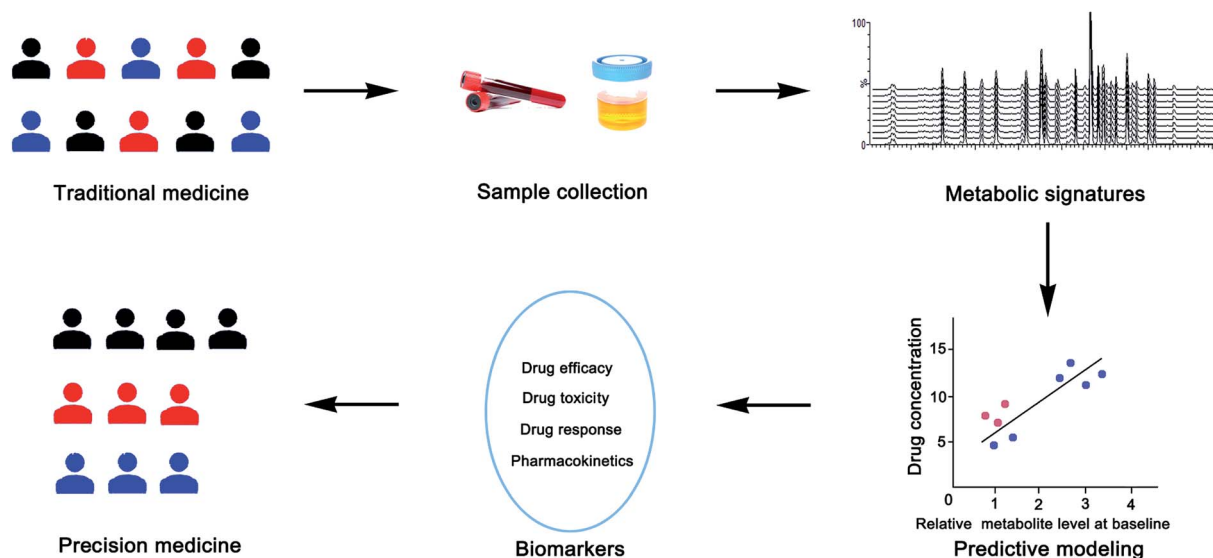 Traditional medicine
Sample collection
100
%
0
Metabolic signatures
Drug concentration
15
10
5
0
1 2 3 4
Relative metabolite level at baseline
Predictive modeling
Drug efficacy
Drug toxicity
Drug response
Pharmacokinetics
Biomarkers
Precision medicine